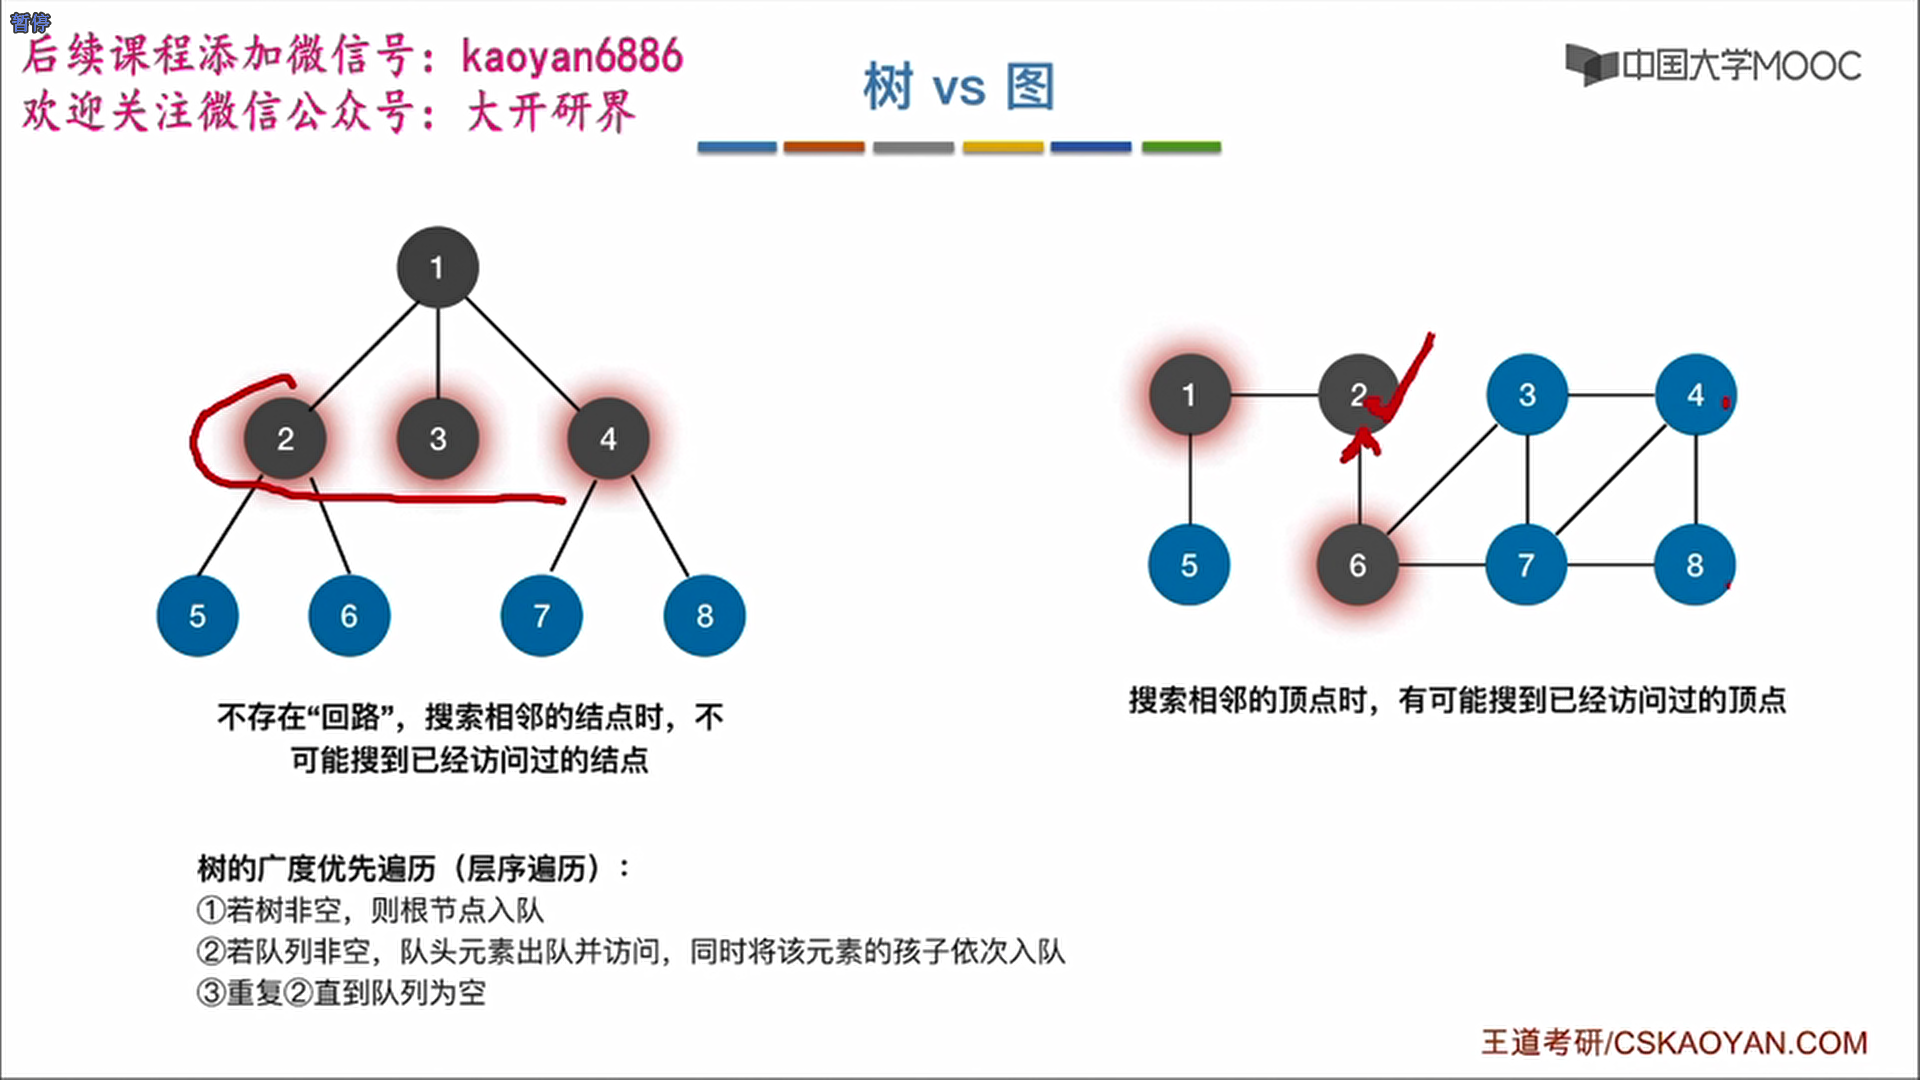 暂停
后续课程添加微信号：kaoyan6886
欢迎关注微信公众号：大开研界
树 vs 图
中国大学MOOC
1
2
3
4
5
6
7
8
不存在“回路”，搜索相邻的结点时，不
可能搜到已经访问过的结点
1
2
3
4
5
6
7
8
搜索相邻的顶点时，有可能搜到已经访问过的顶点
树的广度优先遍历（层序遍历）：
①若树非空，则根节点入队
②若队列非空，队头元素出队并访问，同时将该元素的孩子依次入队
③重复②直到队列为空
王道考研/CSKAOYAN.COM